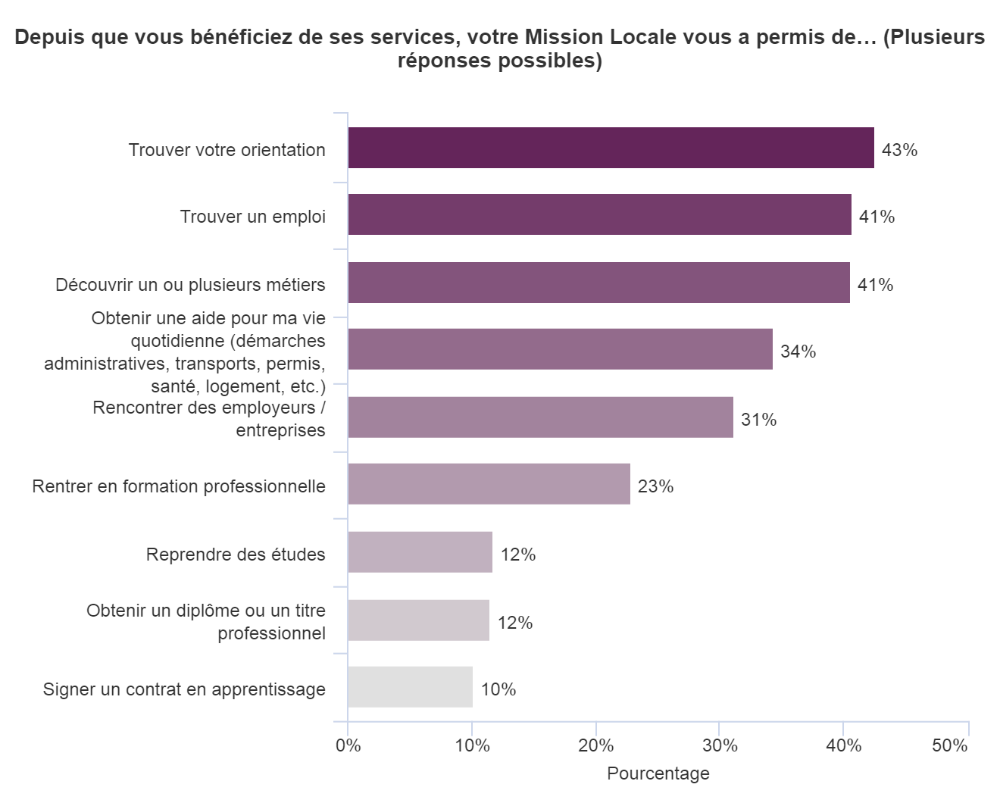 Depuis que vous bénéficiez de ses services, votre Mission Locale vous a permis de… (Plusieurs
réponses possibles)
Trouver votre orientation
43%
Trouver un emploi
41%
Découvrir un ou plusieurs métiers
41%
Obtenir une aide pour ma vie
quotidienne (démarches
administratives, transports, permis,
santé, logement, etc.)
34%
Rencontrer des employeurs /
entreprises
31%
Rentrer en formation professionnelle
23%
Reprendre des études
12%
Obtenir un diplôme ou un titre
professionnel
12%
Signer un contrat en apprentissage
10%
0% 10% 20% 30% 40% 50%
Pourcentage